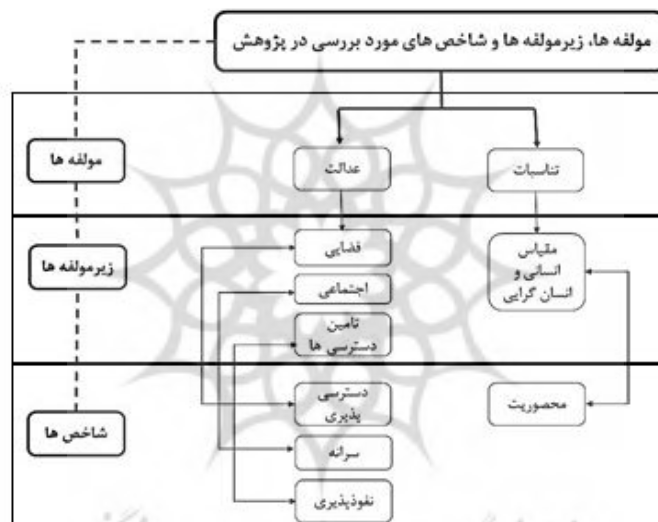 مولفه ها، زیرمولفه ها و شاخص های مورد بررسی در پژوهش
مولفه ها
عدالت
تناسبات
زیرمولفه ها
فضایی
اجتماعی
تامین
دسترسی ها
مقیاس
انسانی و
انسان گرایی
شاخص ها
دسترسی
پذیری
سرانه
نفوذپذیری
محصوریت